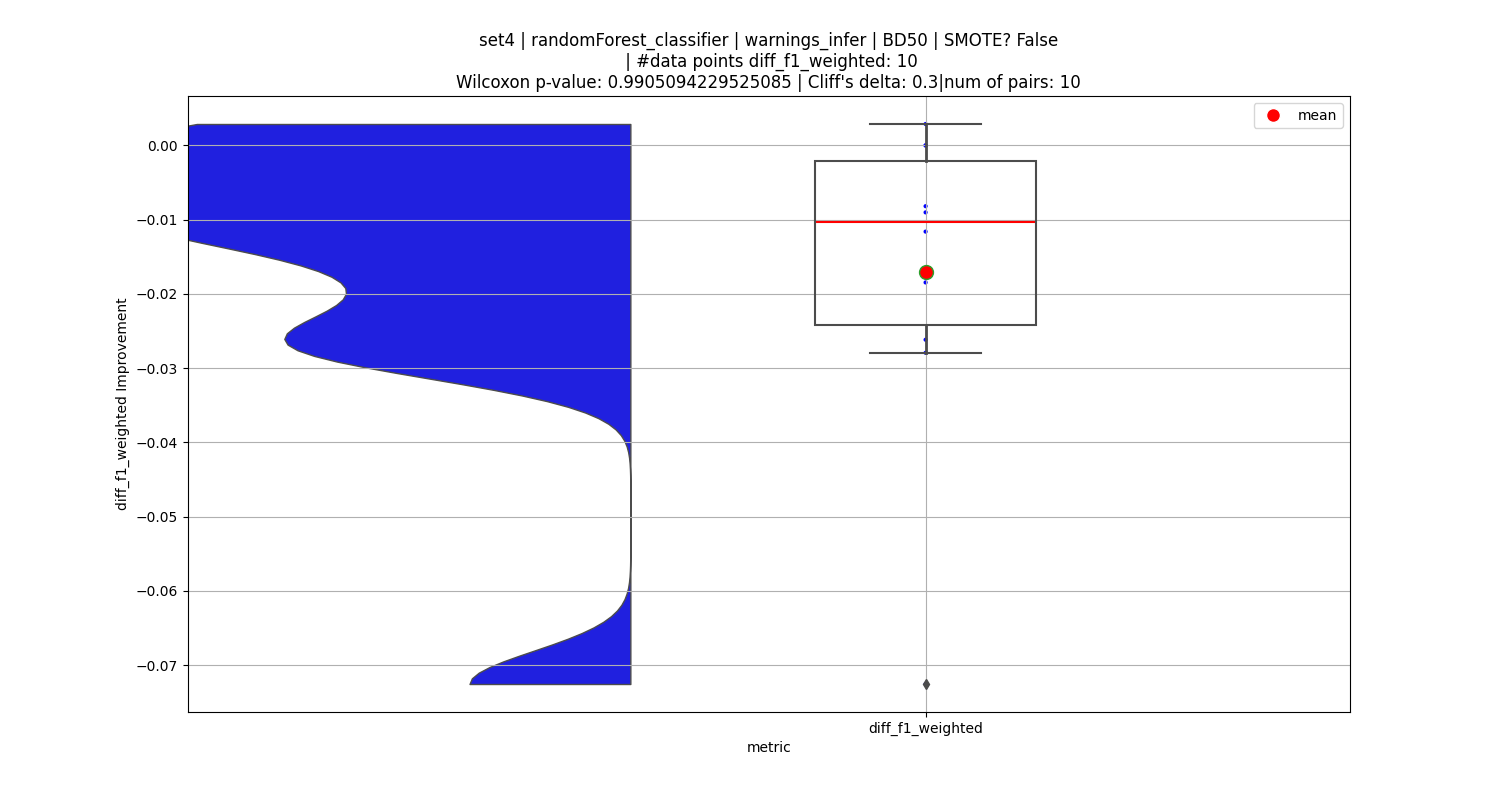 set4 | randomForest_classifier | warnings_infer | BD50 | SMOTE? False
| #data points diff_f1_weighted: 10
Wilcoxon p-value: 0.9905094229525085 | Cliff's delta: 0.3|num of pairs: 10
mean
0.00
−0.01
−0.02
−0.03
−0.04
−0.05
−0.06
−0.07
diff_f1_weighted Improvement
diff_f1_weighted
metric